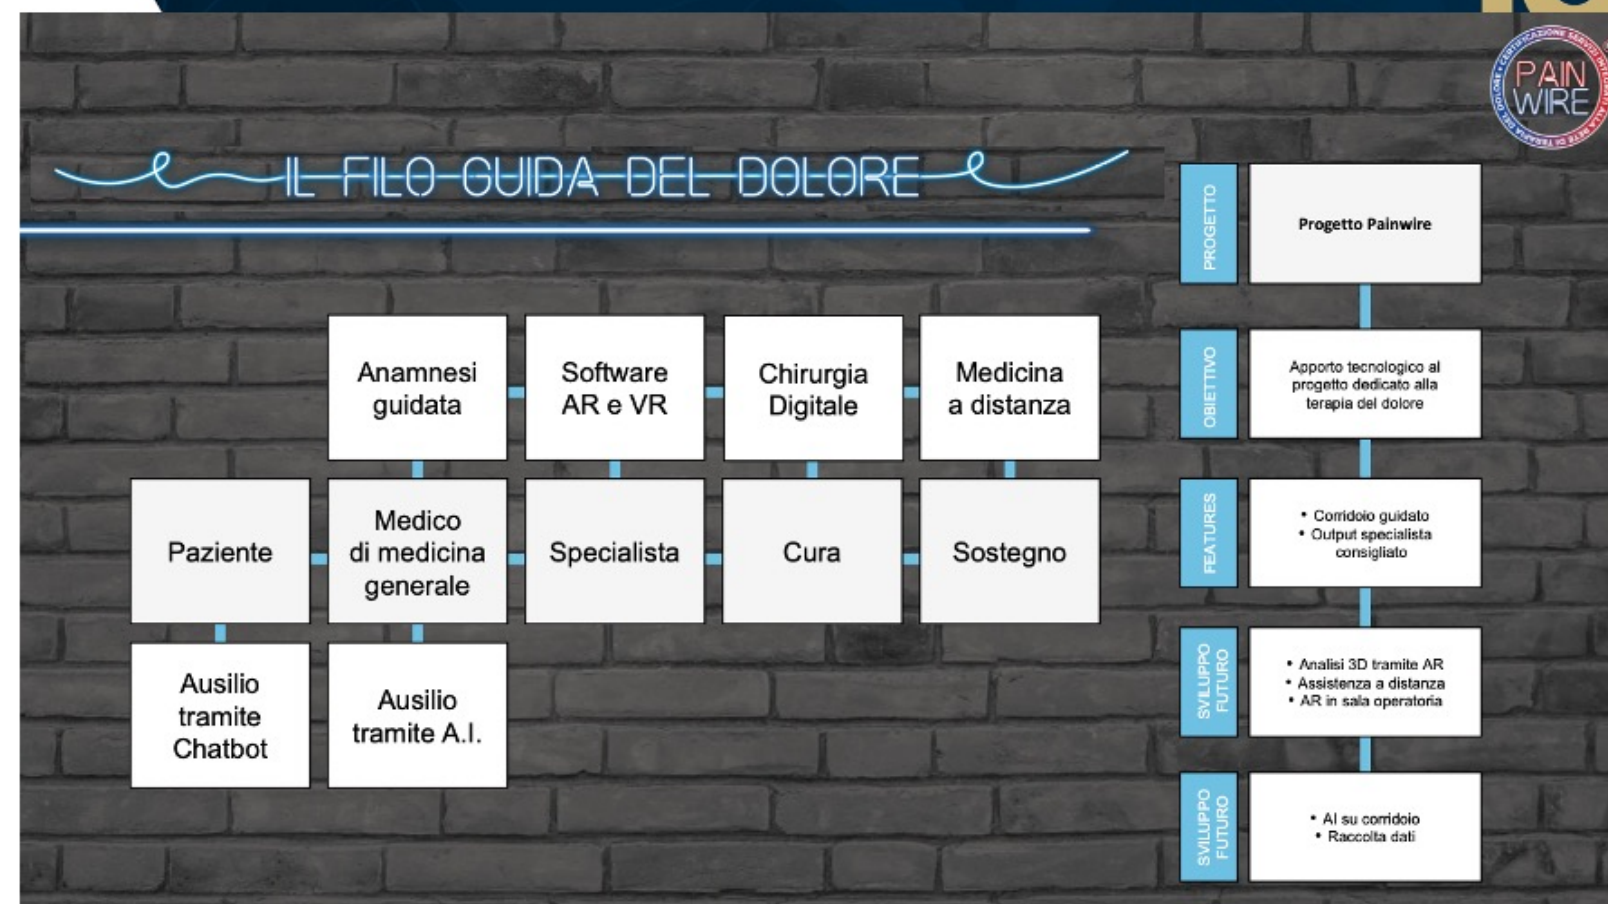 PAIN
WIRE
IL FILO GUIDA DEL DOLORE
PROGETTO
Progetto Painwire
OBIETTIVO
Apporto tecnologico al
progetto dedicato alla
terapia del dolore
FEATURES
• Corridoio guidato
• Output specialista
consigliato
SVILUPPO
FUTURO
• Analisi 3D tramite AR
• Assistenza a distanza
• AR in sala operatoria
SVILUPPO
FUTURO
• AI su corridoio
• Raccolta dati
Anamnesi
guidata
Software
AR e VR
Chirurgia
Digitale
Medicina
a distanza
Paziente
Medico
di medicina
generale
Specialista
Cura
Sostegno
Ausilio
tramite
Chatbot
Ausilio
tramite A.I.